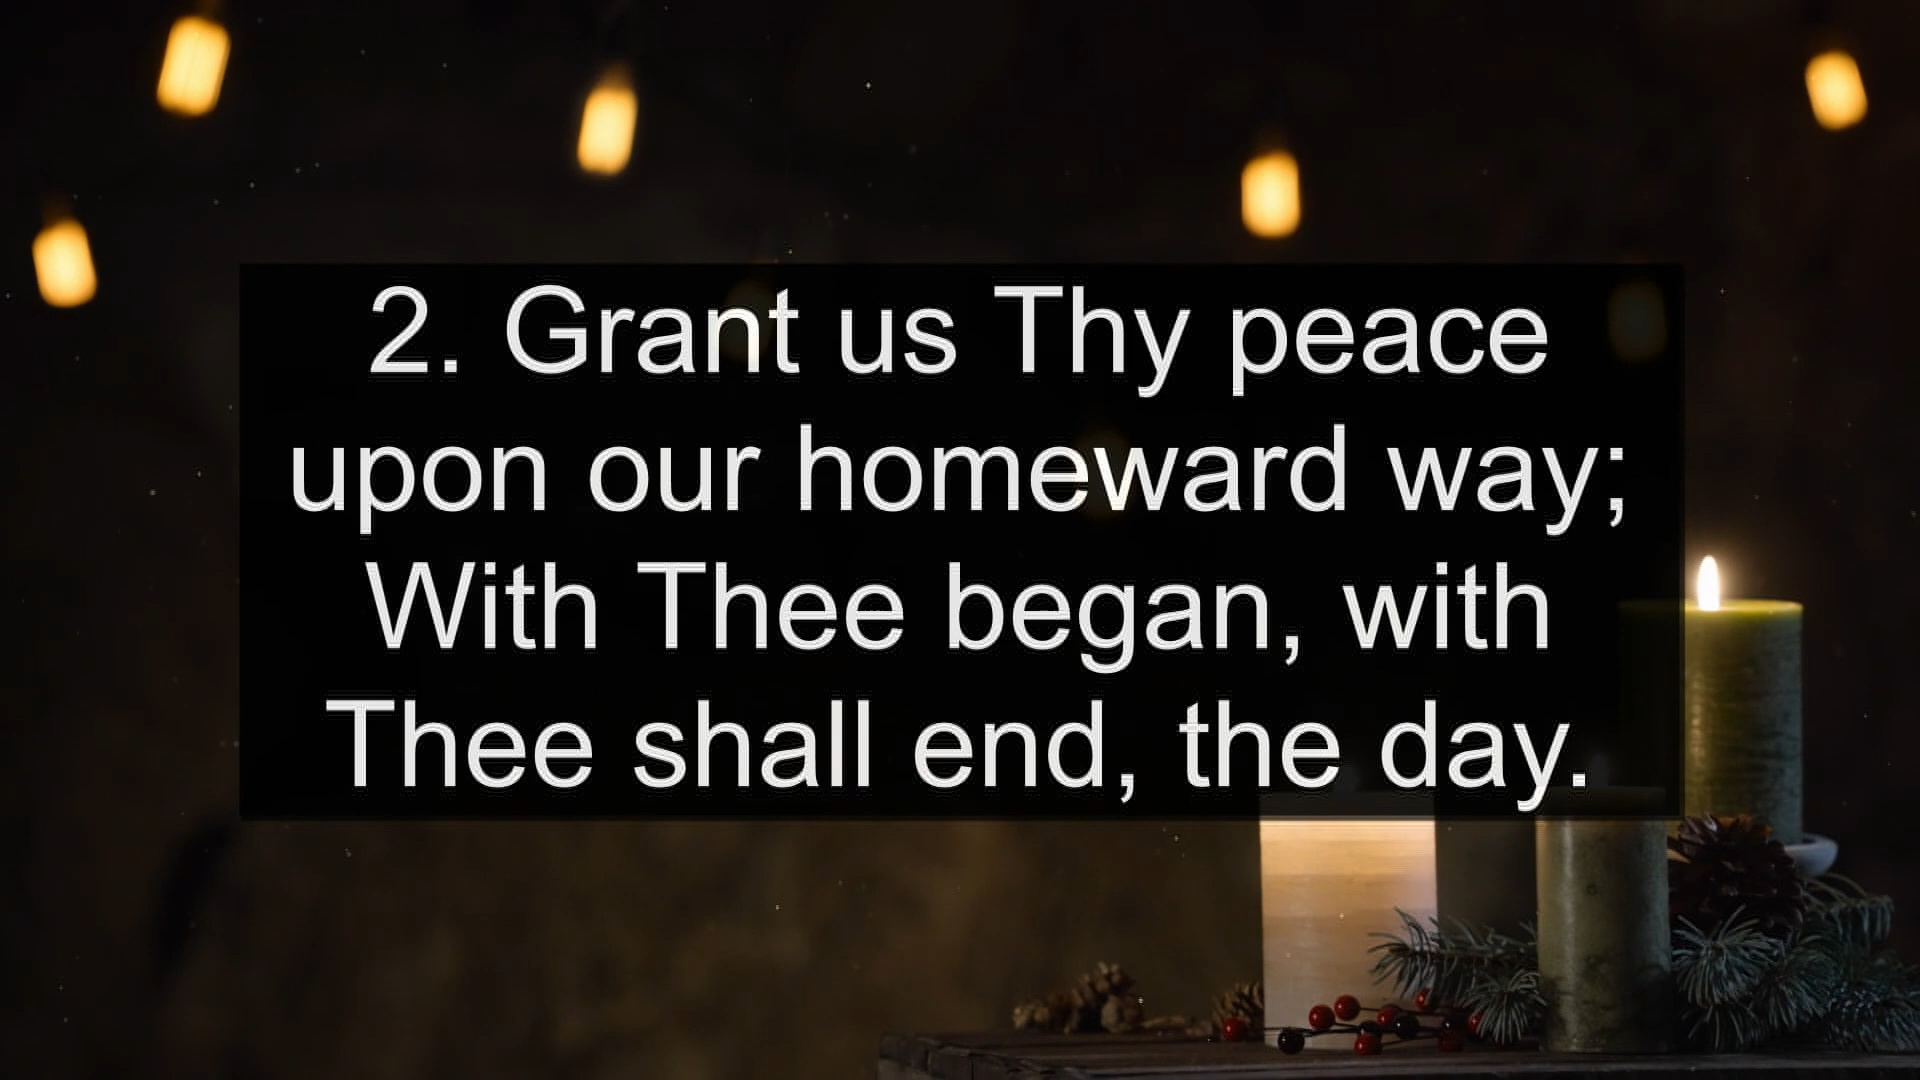 2. Grant us Thy peace
upon our homeward way;
With Thee began, with
Thee shall end, the day.